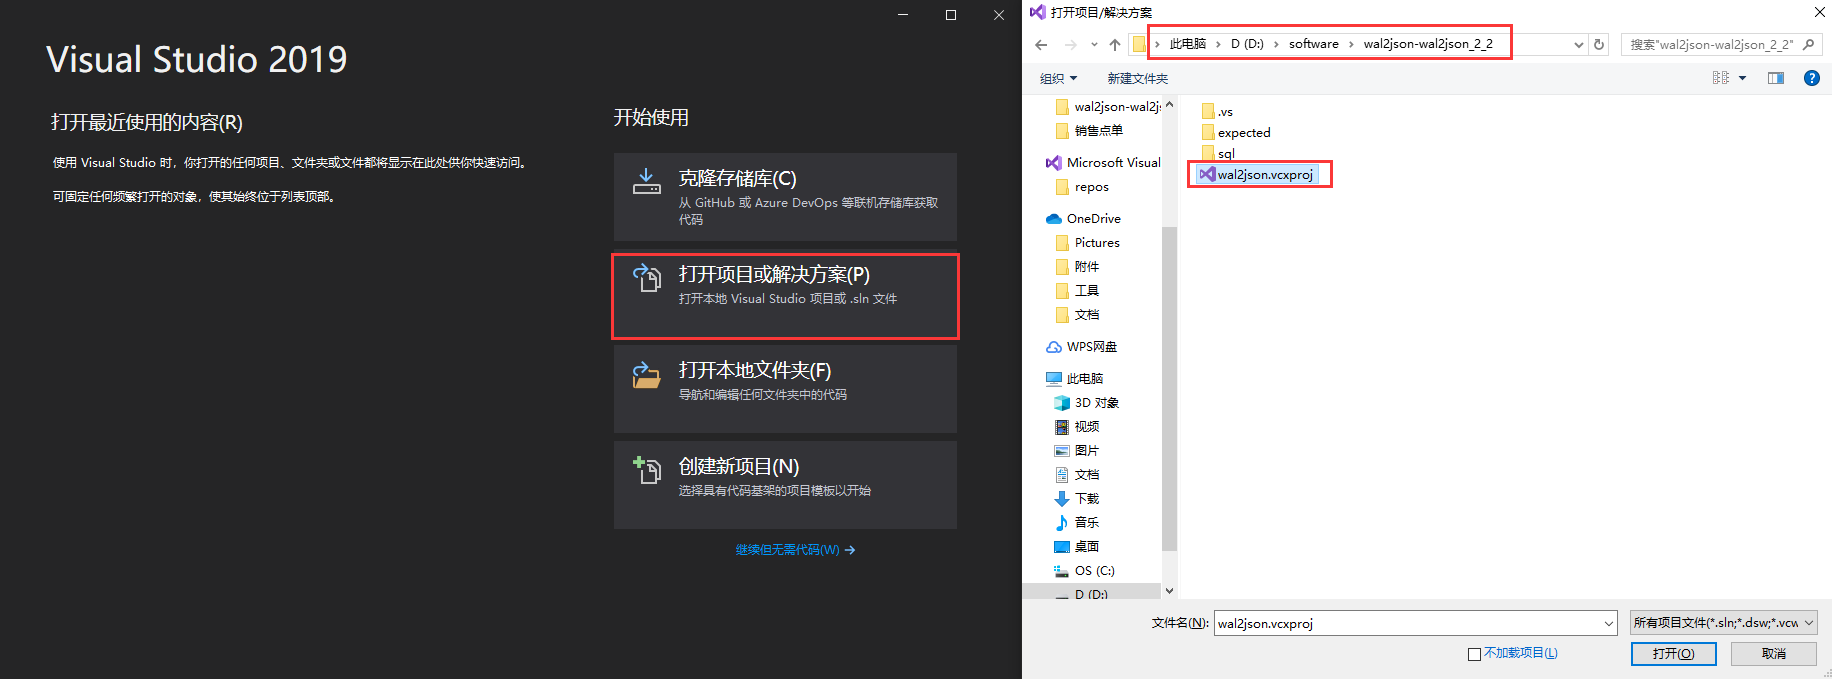 Visual Studio 2019
打开最近使用的内容(R)
使用 Visual Studio 时，你打开的任何项目、文件夹或文件都将显示在此处供你快速访问。
可固定任何频繁打开的对象，使其始终位于列表顶部。
开始使用
克隆存储库(C)
从 GitHub 或 Azure DevOps 等联机存储库获取
代码
打开项目或解决方案(P)
打开本地 Visual Studio 项目或 .sln 文件
打开本地文件夹(F)
导航和编辑任何文件夹中的代码
创建新项目(N)
选择具有代码基架的项目模板以开始
继续但无需代码(W) →
打开项目/解决方案
此电脑 › D (D:) › software › wal2json-wal2json_2_2
搜索"wal2json-wal2json_2_2"
组织
新建文件夹
wal2json-wal2js
销售点单
Microsoft Visual
repos
OneDrive
Pictures
附件
工具
文档
WPS网盘
此电脑
3D 对象
视频
图片
文档
下载
音乐
桌面
OS (C:)
D (D:)
.vs
expected
sql
wal2json.vcxproj
文件名(N):
wal2json.vcxproj
所有项目文件(*.sln;*.dsw;*.vcw
不加载项目(L)
打开(O)
取消